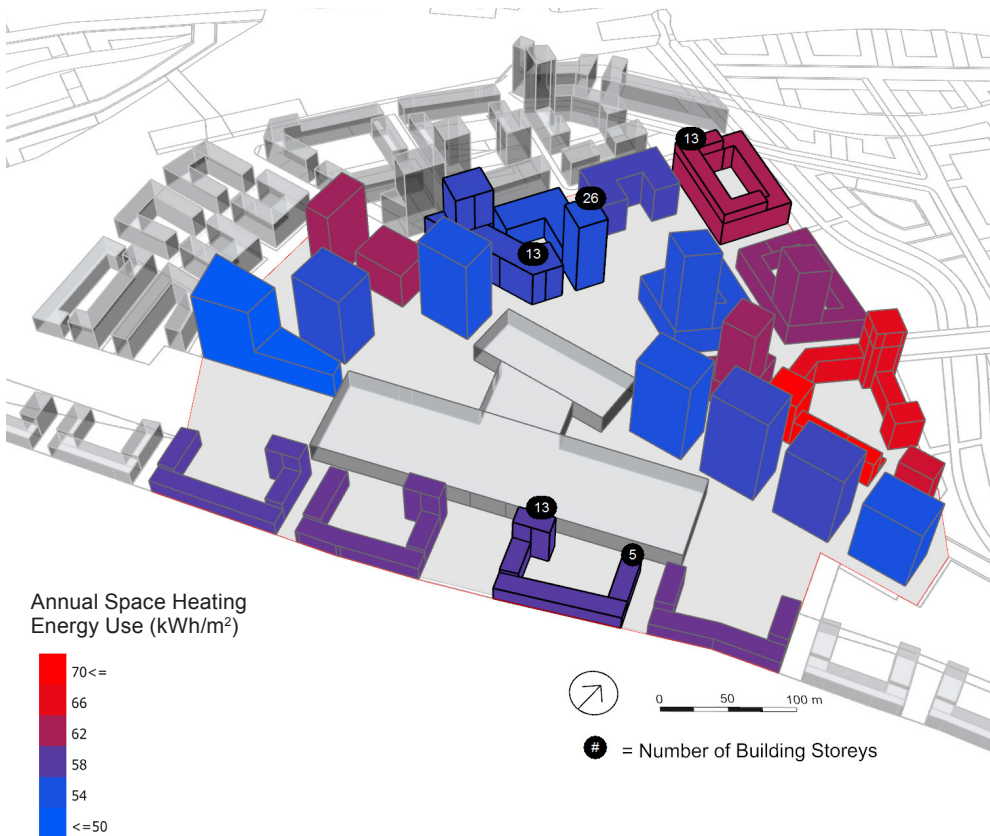 13
26
13
13
5
Annual Space Heating
Energy Use (kWh/m²)
70<=
66
62
58
54
<=50
0 50 100 m
# = Number of Building Storeys